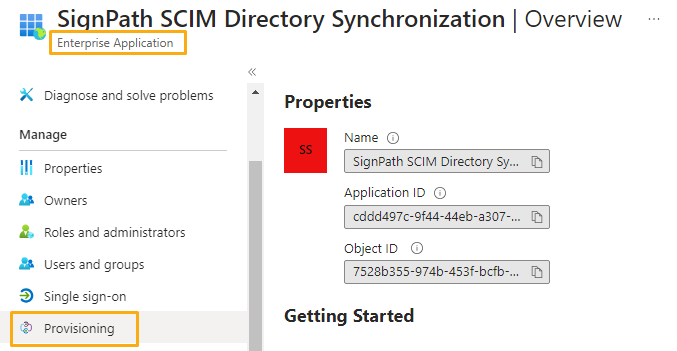 SignPath SCIM Directory Synchronization | Overview ...
Enterprise Application
«
Diagnose and solve problems
Manage
Properties
Owners
Roles and administrators
Users and groups
Single sign-on
Provisioning
Properties
SS
Name
SignPath SCIM Directory Sy...
Application ID
cddd497c-9f44-44eb-a307-...
Object ID
7528b355-974b-453f-bcfb-...
Getting Started